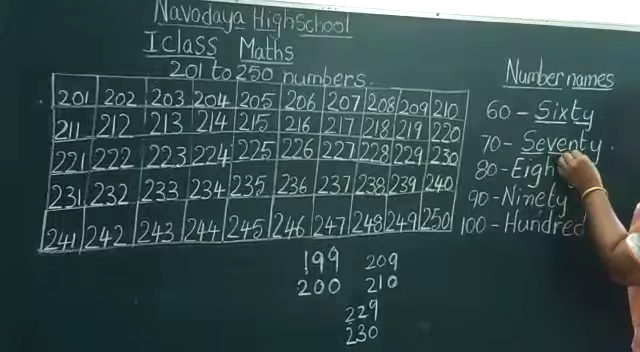 Navodaya High School
I class Maths
201 to 250 numbers.
201 202 203 204 205 206 207 208 209 210
211 212 213 214 215 216 217 218 219 220
221 222 223 224 225 226 227 228 229 230
231 232 233 234 235 236 237 238 239 240
241 242 243 244 245 246 247 248 249 250
199 209
200 210
229
230
Number names
60 - Sixty
70 - Seventy
80 - Eigh
90 - Ninety
100 - Hundred